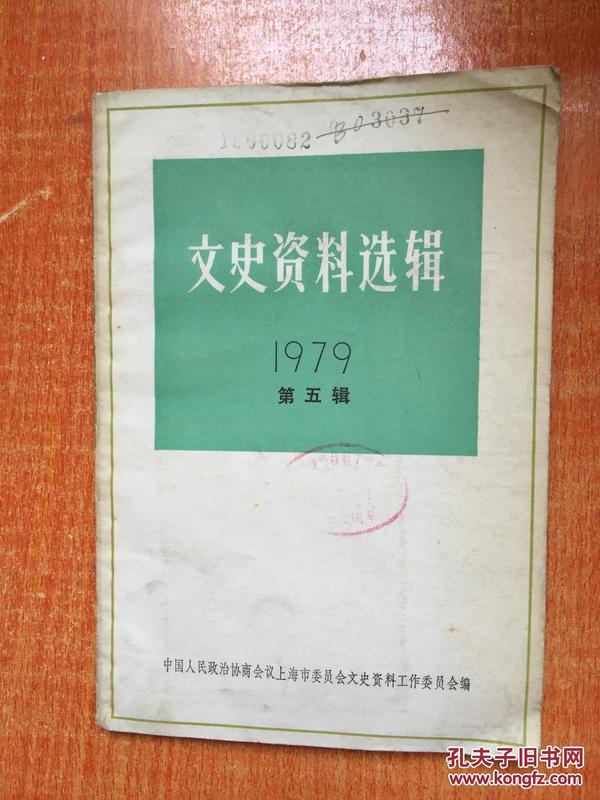 1800082 803037
文史资料选辑
1979
第五辑
中国人民政治协商会议上海市委员会文史资料工作委员会编
孔夫子旧书网
www.kongfz.com